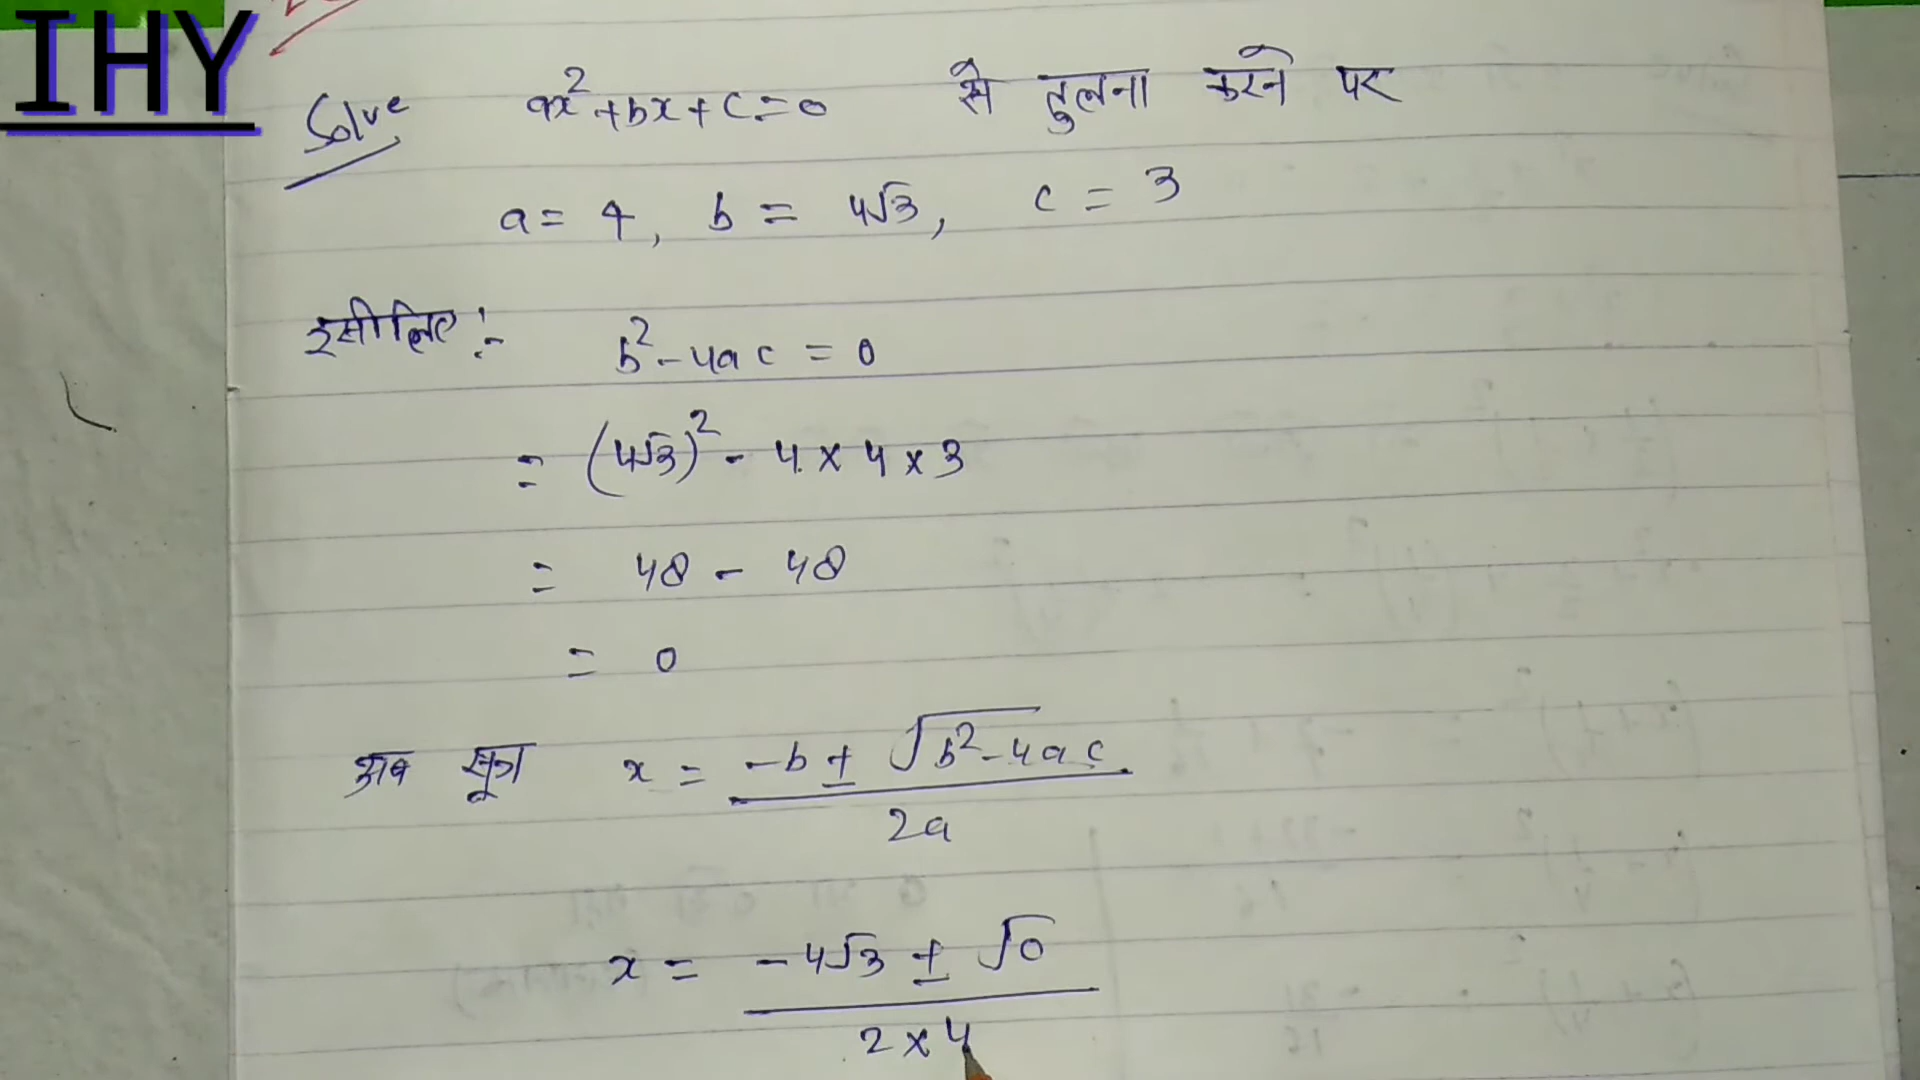 IHY
Solve ax²+bx+c=0 से तुलना करने पर
a = 4, b = 4√3, c = 3
इसीलिए :- b²-4ac = 0
= (4√3)² - 4 × 4 × 3
= 48 - 48
= 0
अब सूत्र x = -b ± √b²-4ac
2a
x = -4√3 ± √0
2 × 4